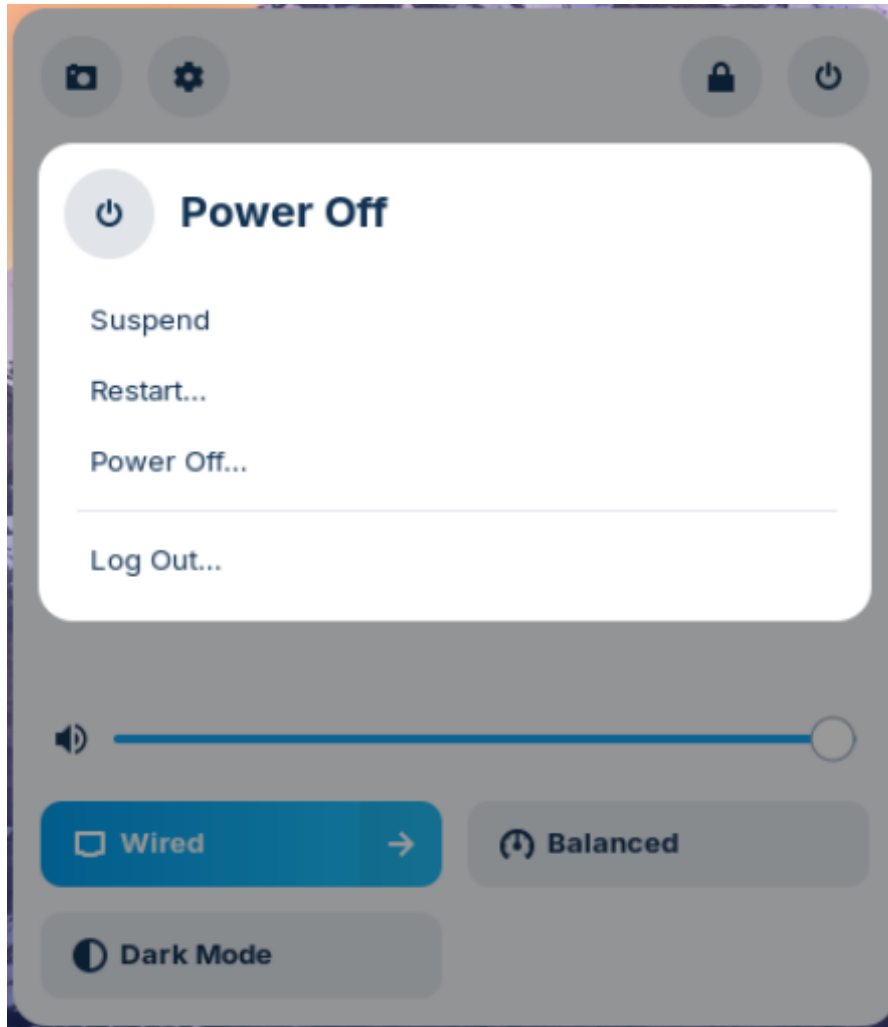 Power Off
Suspend
Restart...
Power Off...
Log Out...
Wired
Balanced
Dark Mode